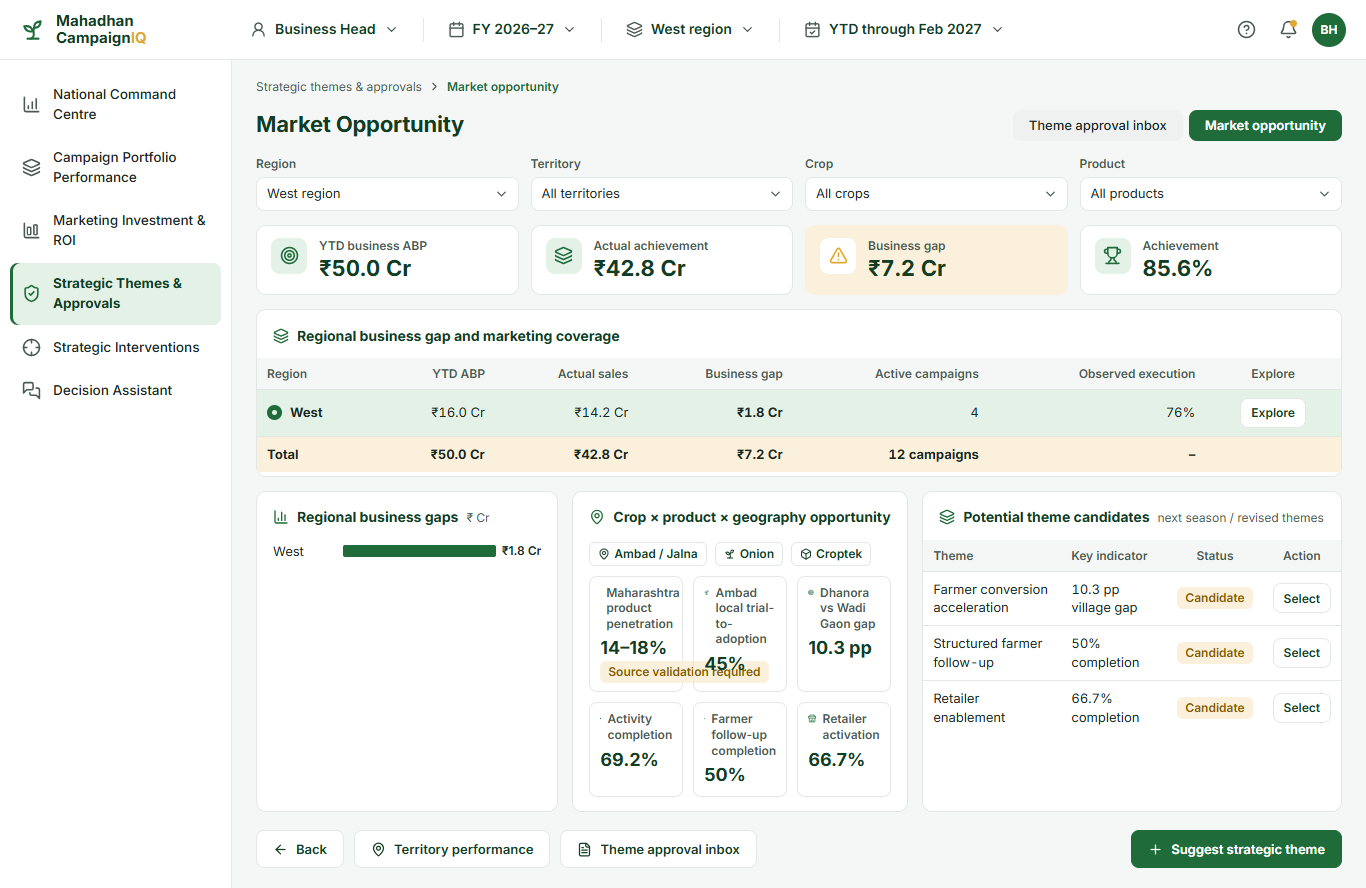 Mahadhan
CampaignIQ
Business Head
FY 2026–27
West region
YTD through Feb 2027
BH
National Command
Centre
Campaign Portfolio
Performance
Marketing Investment &
ROI
Strategic Themes &
Approvals
Strategic Interventions
Decision Assistant
Strategic themes & approvals > Market opportunity
Market Opportunity
Theme approval inbox
Market opportunity
Region
Territory
Crop
Product
West region
All territories
All crops
All products
YTD business ABP
₹50.0 Cr
Actual achievement
₹42.8 Cr
Business gap
₹7.2 Cr
Achievement
85.6%
Regional business gap and marketing coverage
Region YTD ABP Actual sales Business gap Active campaigns Observed execution Explore
West ₹16.0 Cr ₹14.2 Cr ₹1.8 Cr 4 76% Explore
Total ₹50.0 Cr ₹42.8 Cr ₹7.2 Cr 12 campaigns –
Regional business gaps ₹ Cr
West ₹1.8 Cr
Crop × product × geography opportunity
Ambad / Jalna
Onion
Croptek
Maharashtra
product
penetration
14–18%
Source validation required
Ambad
local trial-
to-
adoption
45%
Dhanora
vs Wadi
Gaon gap
10.3 pp
Activity
completion
69.2%
Farmer
follow-up
completion
50%
Retailer
activation
66.7%
Potential theme candidates next season / revised themes
Theme Key indicator Status Action
Farmer conversion
acceleration
10.3 pp
village gap
Candidate
Select
Structured farmer
follow-up
50%
completion
Candidate
Select
Retailer
enablement
66.7%
completion
Candidate
Select
Back
Territory performance
Theme approval inbox
Suggest strategic theme